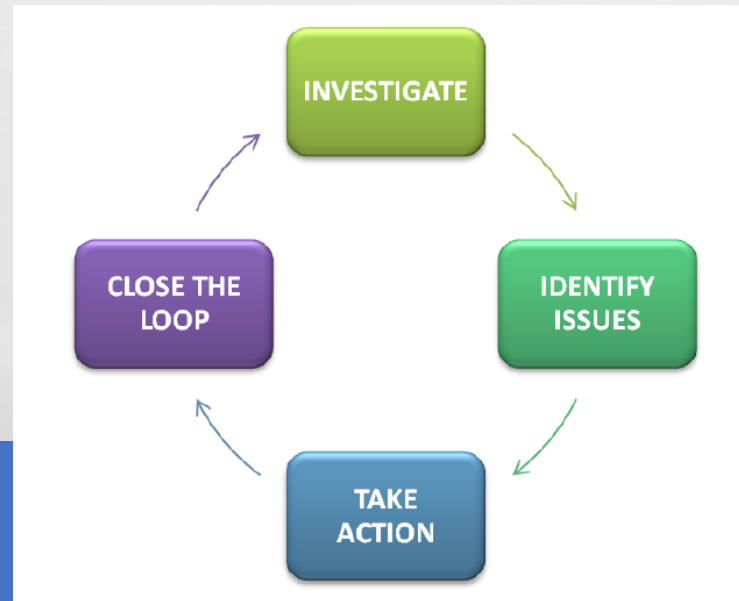 INVESTIGATE
IDENTIFY
ISSUES
TAKE
ACTION
CLOSE THE
LOOP